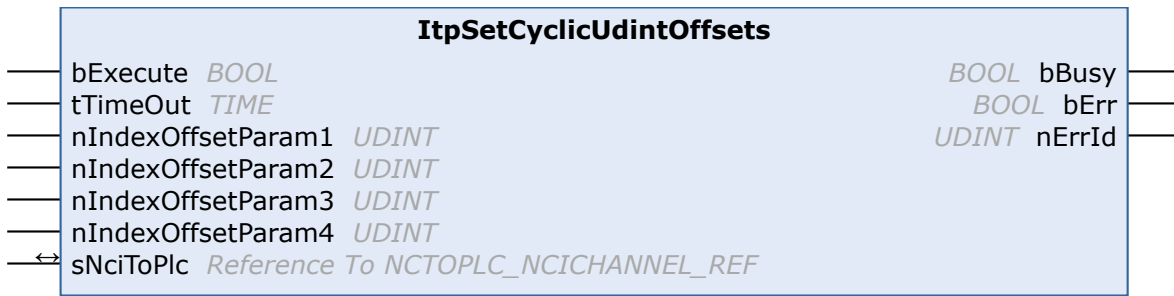 ItpSetCyclicUdintOffsets
bExecute BOOL BOOL bBusy
tTimeOut TIME BOOL bErr
nIndexOffsetParam1 UDINT UDINT nErrId
nIndexOffsetParam2 UDINT
nIndexOffsetParam3 UDINT
nIndexOffsetParam4 UDINT
↔ sNciToPlc Reference To NCTOPLC_NCICHANNEL_REF